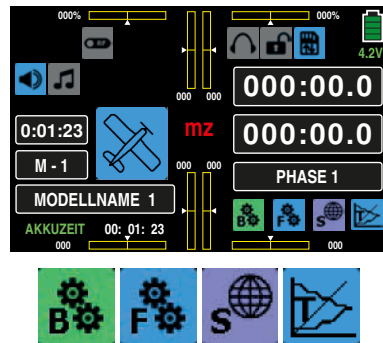 000% 000%
4.2V
000 000
000:00.0
0:01:23 mz 000:00.0
M - 1
000 000
PHASE 1
MODELLNAME 1
B F S T
AKKUZEIT 00: 01: 23
000 000
B F S T